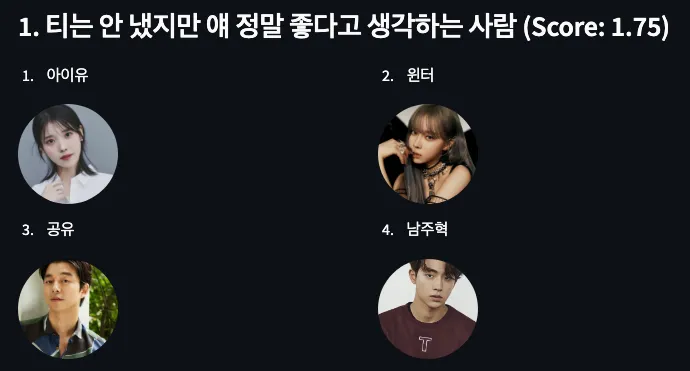 1. 티는 안 냈지만 얘 정말 좋다고 생각하는 사람 (Score: 1.75)
1. 아이유
2. 윈터
3. 공유
4. 남주혁
T